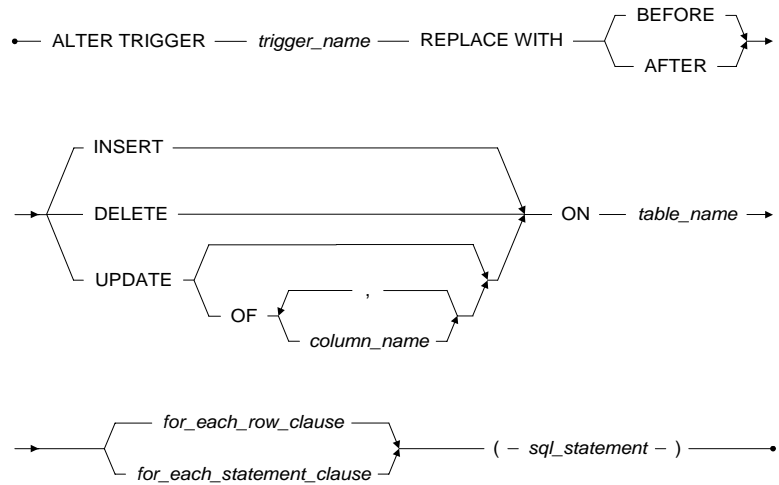 BEFORE
ALTER TRIGGER trigger_name REPLACE WITH
AFTER
INSERT
DELETE ON table_name
UPDATE
,
OF
column_name
for_each_row_clause
( sql_statement )
for_each_statement_clause